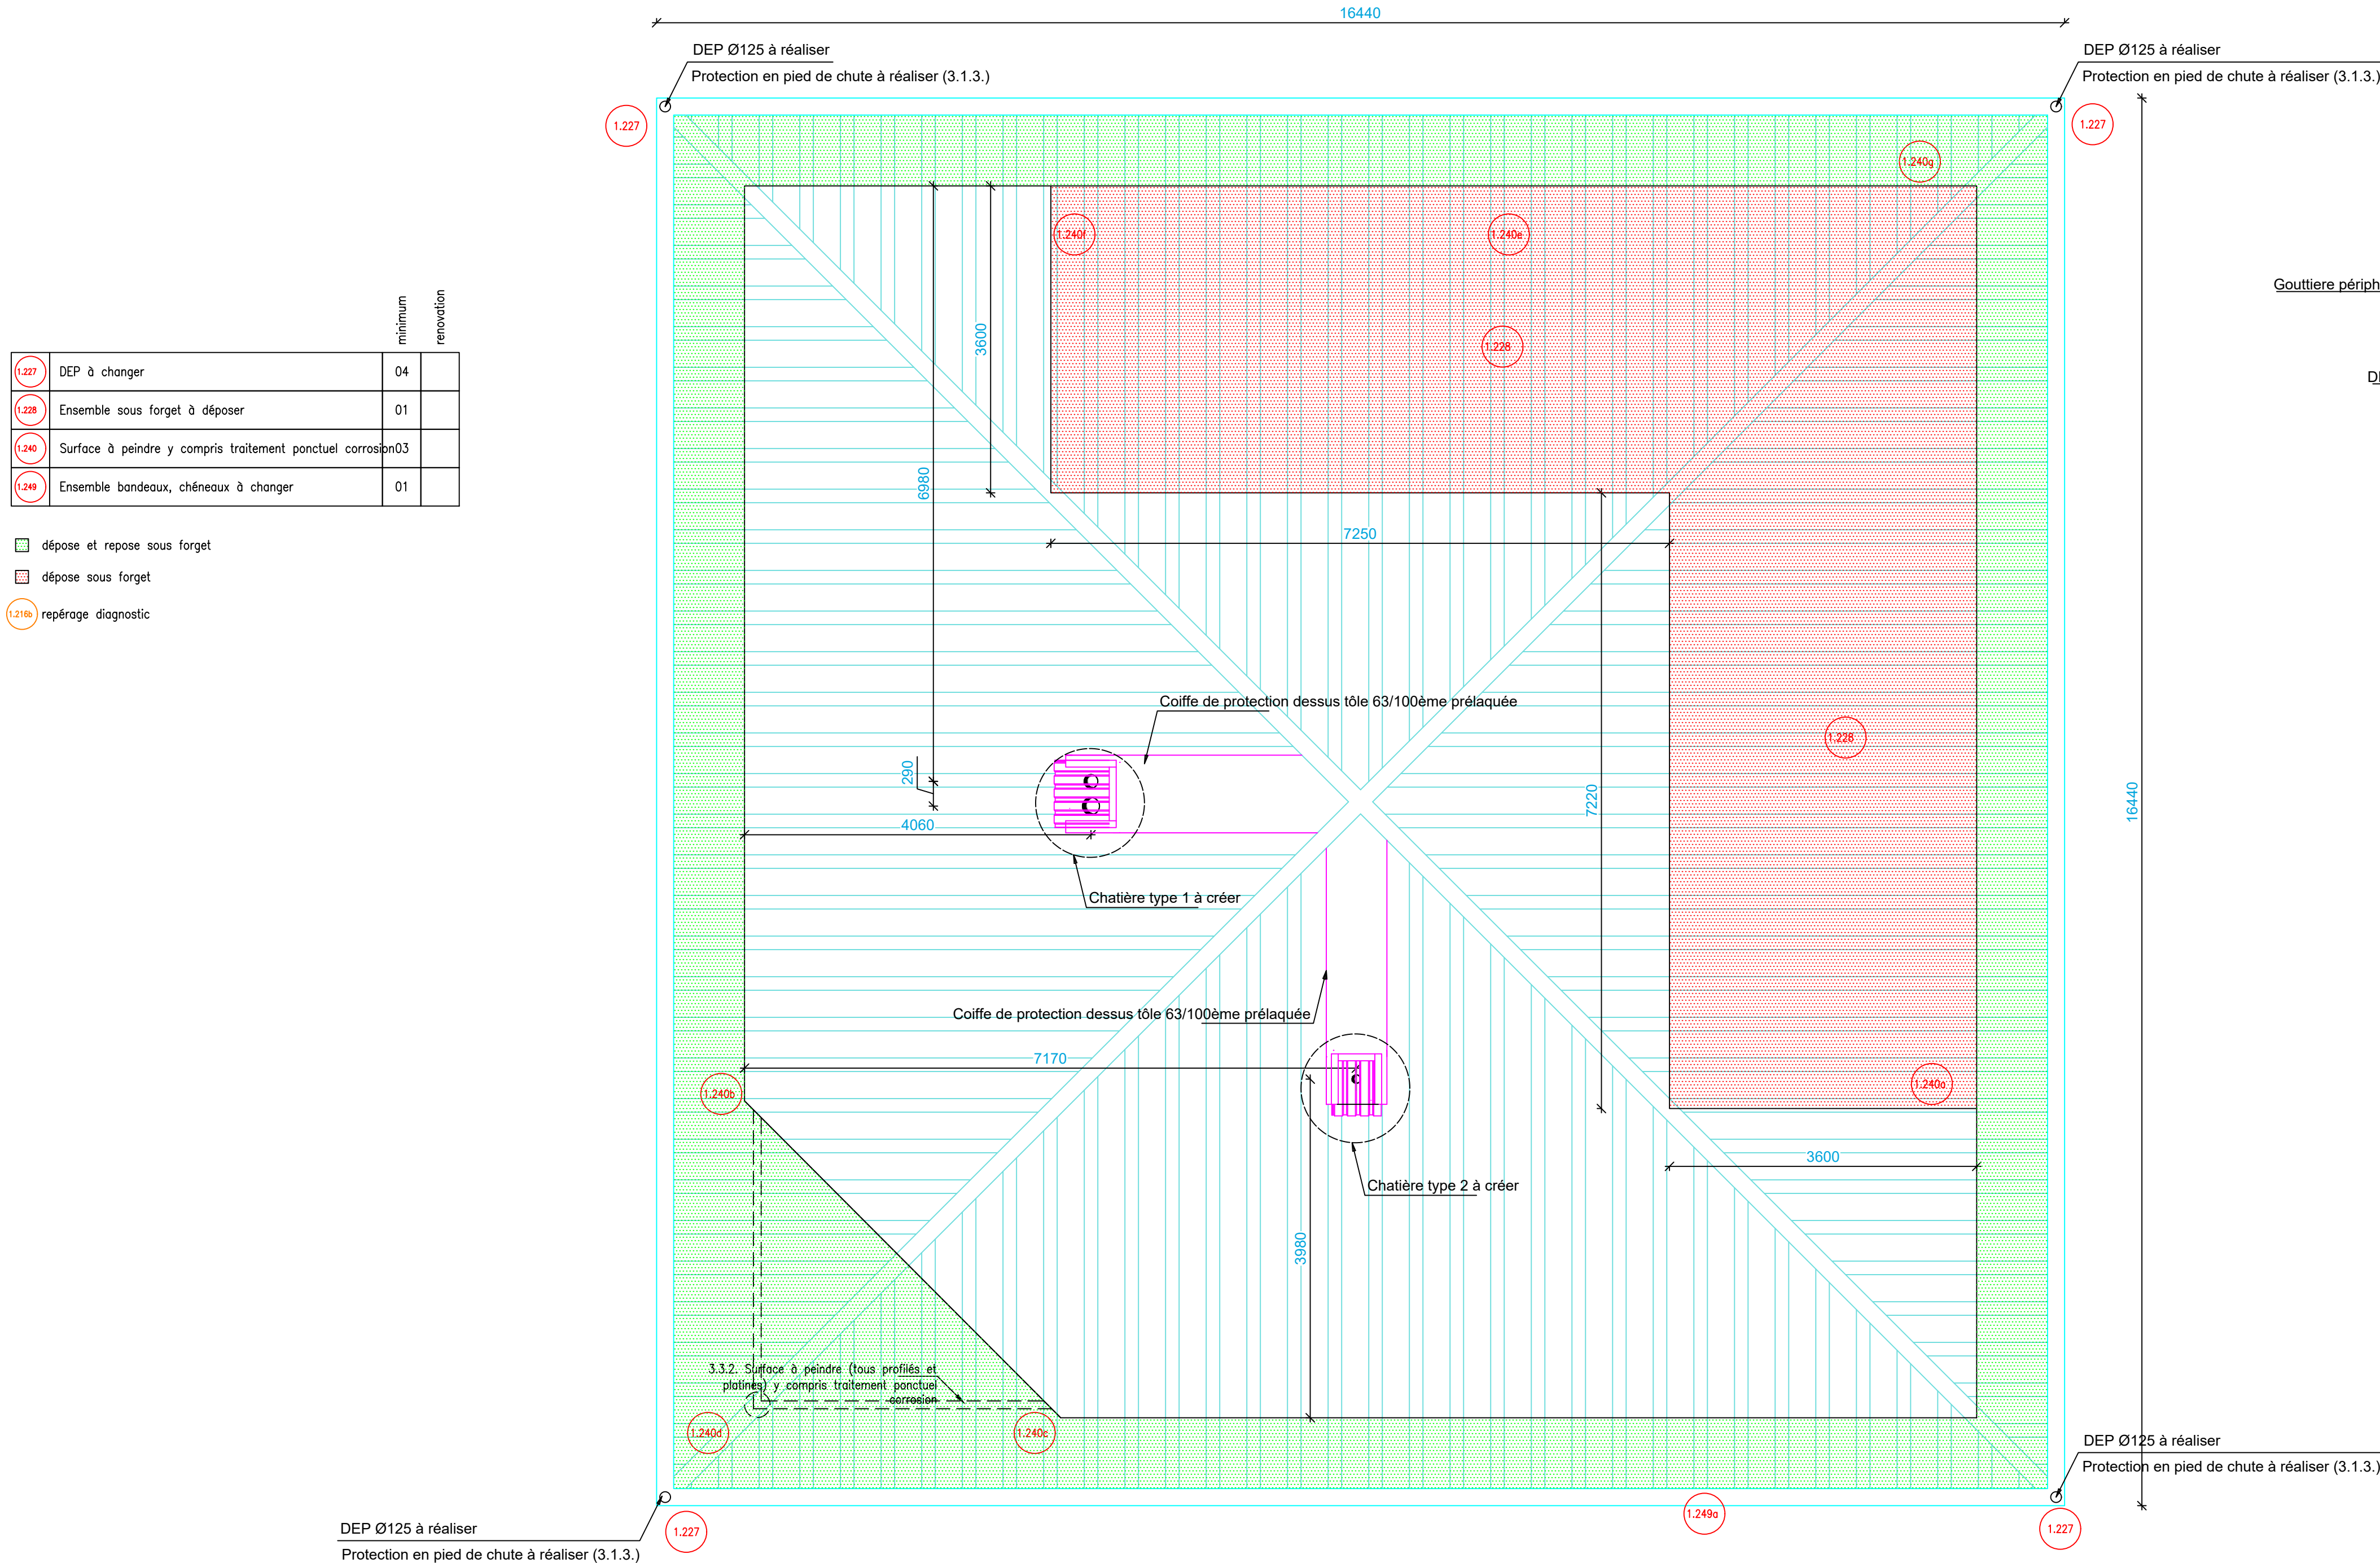 16440
DEP Ø125 à réaliser
Protection en pied de chute à réaliser (3.1.3.)
DEP Ø125 à réaliser
Protection en pied de chute à réaliser (3.1.3.)
1.227
1.227
1.240g
1.240f
1.240e
Gouttiere périph
minimum
renovation
3600
1.228
1.227 DEP à changer 04
1.228 Ensemble sous forget à déposer 01
1.240 Surface à peindre y compris traitement ponctuel corrosion 03
1.249 Ensemble bandeaux, chéneaux à changer 01
dépose et repose sous forget
dépose sous forget
1.216b repérage diagnostic
6980
7250
Coiffe de protection dessus tôle 63/100ème prélaquée
1.228
290
7220
16440
4060
Chatière type 1 à créer
Coiffe de protection dessus tôle 63/100ème prélaquée
7170
1.240b
1.240a
3600
Chatière type 2 à créer
3980
3.3.2. Surface à peindre (tous profilés et
platines) y compris traitement ponctuel
corrosion
1.240d
1.240c
DEP Ø125 à réaliser
Protection en pied de chute à réaliser (3.1.3.)
1.249a
DEP Ø125 à réaliser
Protection en pied de chute à réaliser (3.1.3.)
1.227
1.227